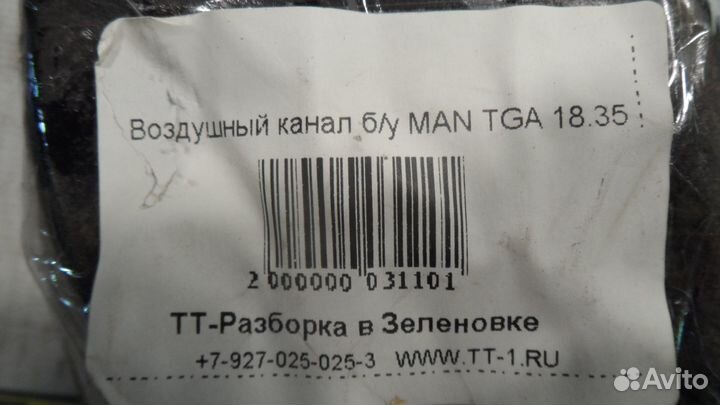 Воздушный канал б/у MAN TGA 18.35
2 000000 031101
ТТ-Разборка в Зеленовке
+7-927-025-025-3 WWW.TT-1.RU
Avito